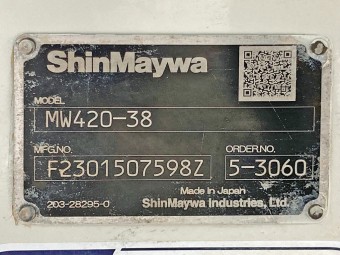 ShinMaywa
MODEL
MW420-38
MFG.NO. ORDER.NO.
F2301507598Z 5-3060
Made in Japan
203-28295-0 ShinMaywa Industries, Ltd.